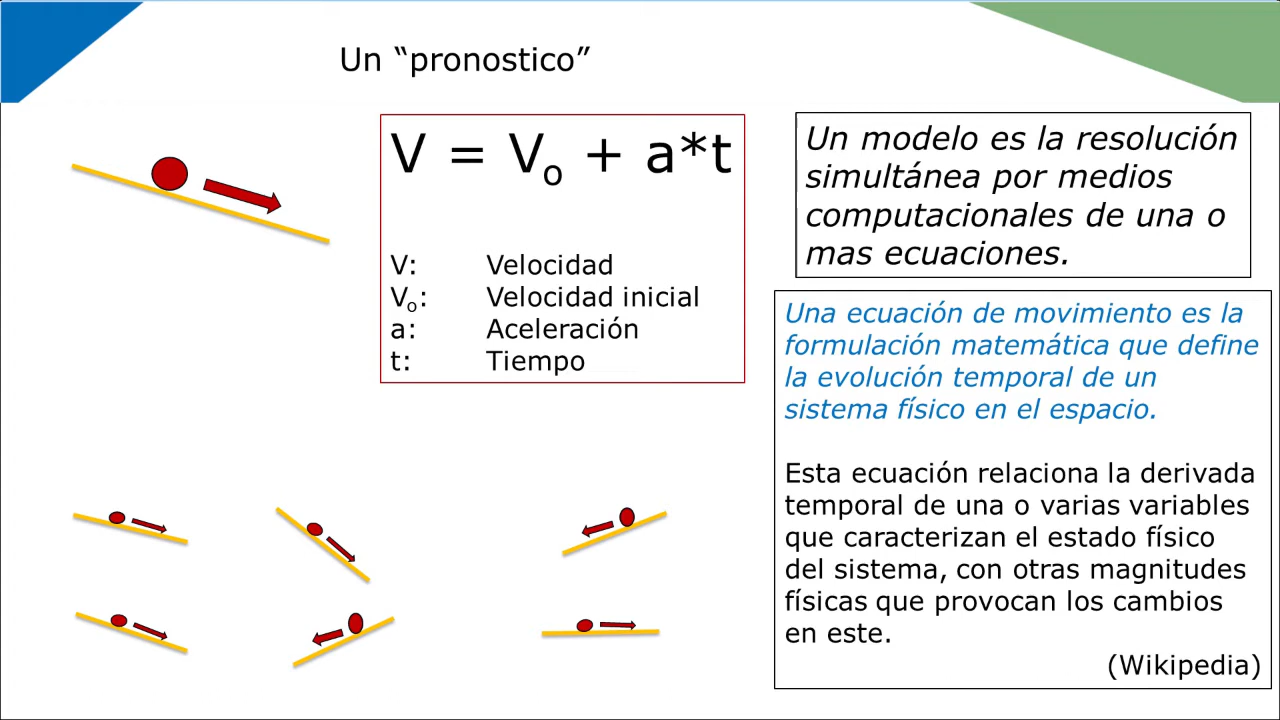 Un “pronostico”
V = Vo + a*t
V: Velocidad
Vo: Velocidad inicial
a: Aceleración
t: Tiempo
Un modelo es la resolución
simultánea por medios
computacionales de una o
mas ecuaciones.
Una ecuación de movimiento es la
formulación matemática que define
la evolución temporal de un
sistema físico en el espacio.
Esta ecuación relaciona la derivada
temporal de una o varias variables
que caracterizan el estado físico
del sistema, con otras magnitudes
físicas que provocan los cambios
en este.
(Wikipedia)